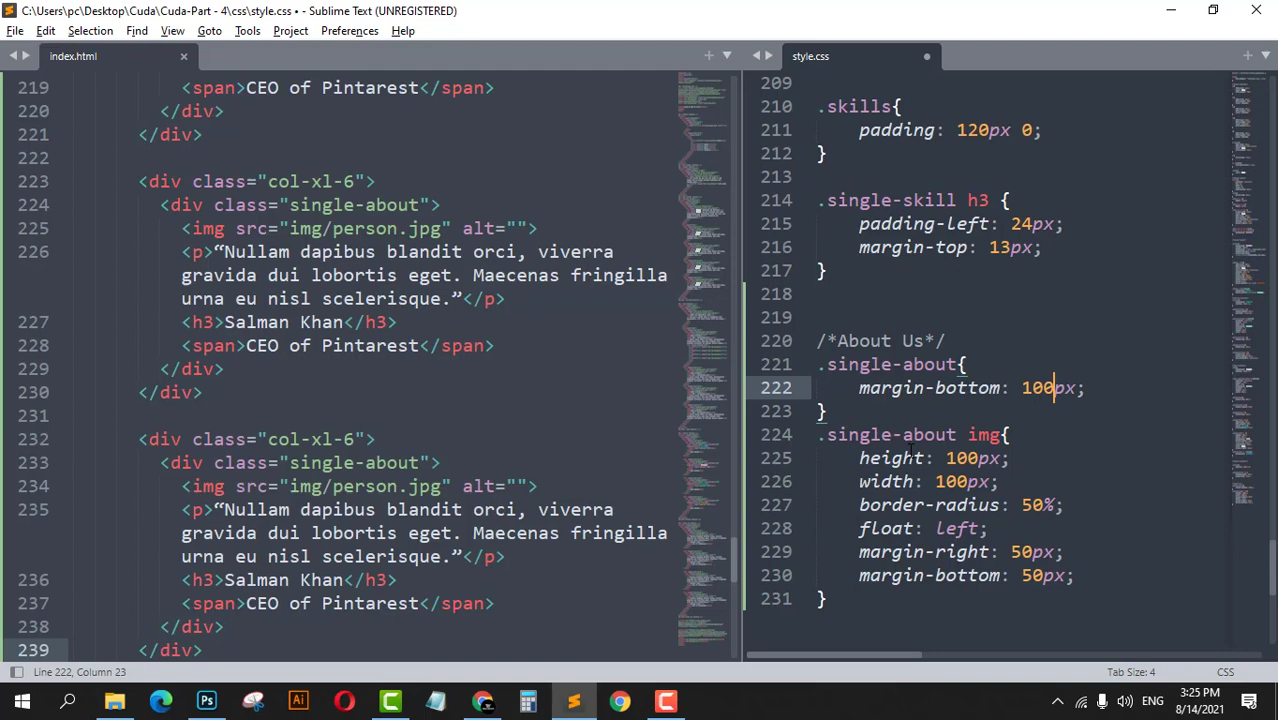 C:\Users\pc\Desktop\Cuda\Cuda-Part - 4\css\style.css • - Sublime Text (UNREGISTERED)
File Edit Selection Find View Goto Tools Project Preferences Help
index.html
219 <span>CEO of Pintarest</span>
220 </div>
221 </div>
222
223 <div class="col-xl-6">
224 <div class="single-about">
225 <img src="img/person.jpg" alt="">
226 <p>“Nullam dapibus blandit orci, viverra
gravida dui lobortis eget. Maecenas fringilla
urna eu nisl scelerisque.”</p>
227 <h3>Salman Khan</h3>
228 <span>CEO of Pintarest</span>
229 </div>
230 </div>
231
232 <div class="col-xl-6">
233 <div class="single-about">
234 <img src="img/person.jpg" alt="">
235 <p>“Nullam dapibus blandit orci, viverra
gravida dui lobortis eget. Maecenas fringilla
urna eu nisl scelerisque.”</p>
236 <h3>Salman Khan</h3>
237 <span>CEO of Pintarest</span>
238 </div>
239 </div>
style.css
209
210 .skills{
211 padding: 120px 0;
212 }
213
214 .single-skill h3 {
215 padding-left: 24px;
216 margin-top: 13px;
217 }
218
219
220 /*About Us*/
221 .single-about{
222 margin-bottom: 100px;
223 }
224 .single-about img{
225 height: 100px;
226 width: 100px;
227 border-radius: 50%;
228 float: left;
229 margin-right: 50px;
230 margin-bottom: 50px;
231 }
Line 222, Column 23
Tab Size: 4
CSS
Ps
Ai
ENG
3:25 PM
8/14/2021